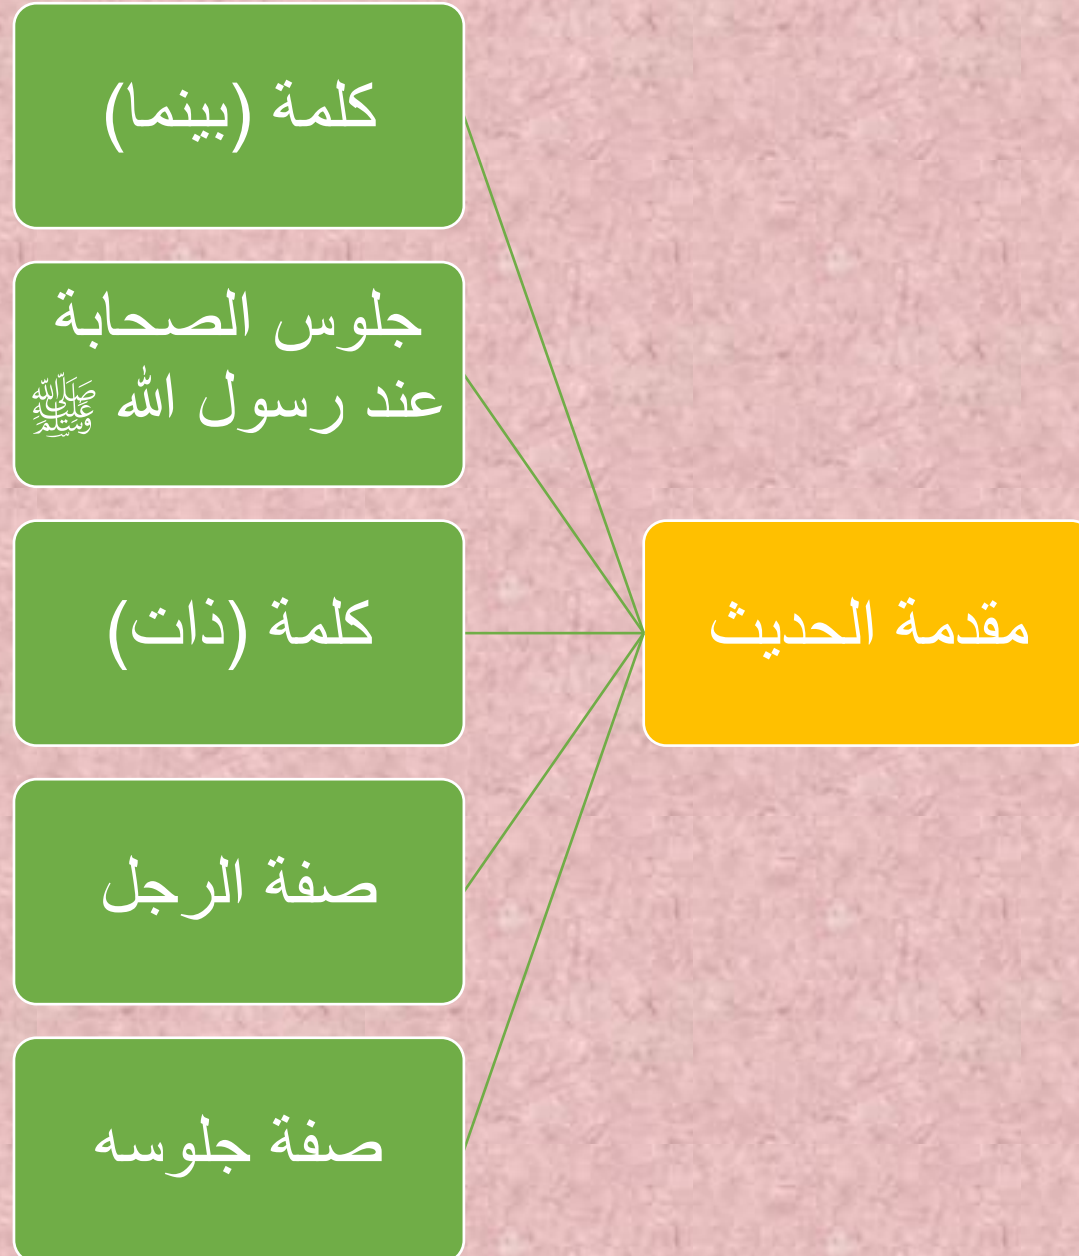 مقدمة الحديث
كلمة (بينما)
جلوس الصحابة
عند رسول الله ﷺ
كلمة (ذات)
صفة الرجل
صفة جلوسه